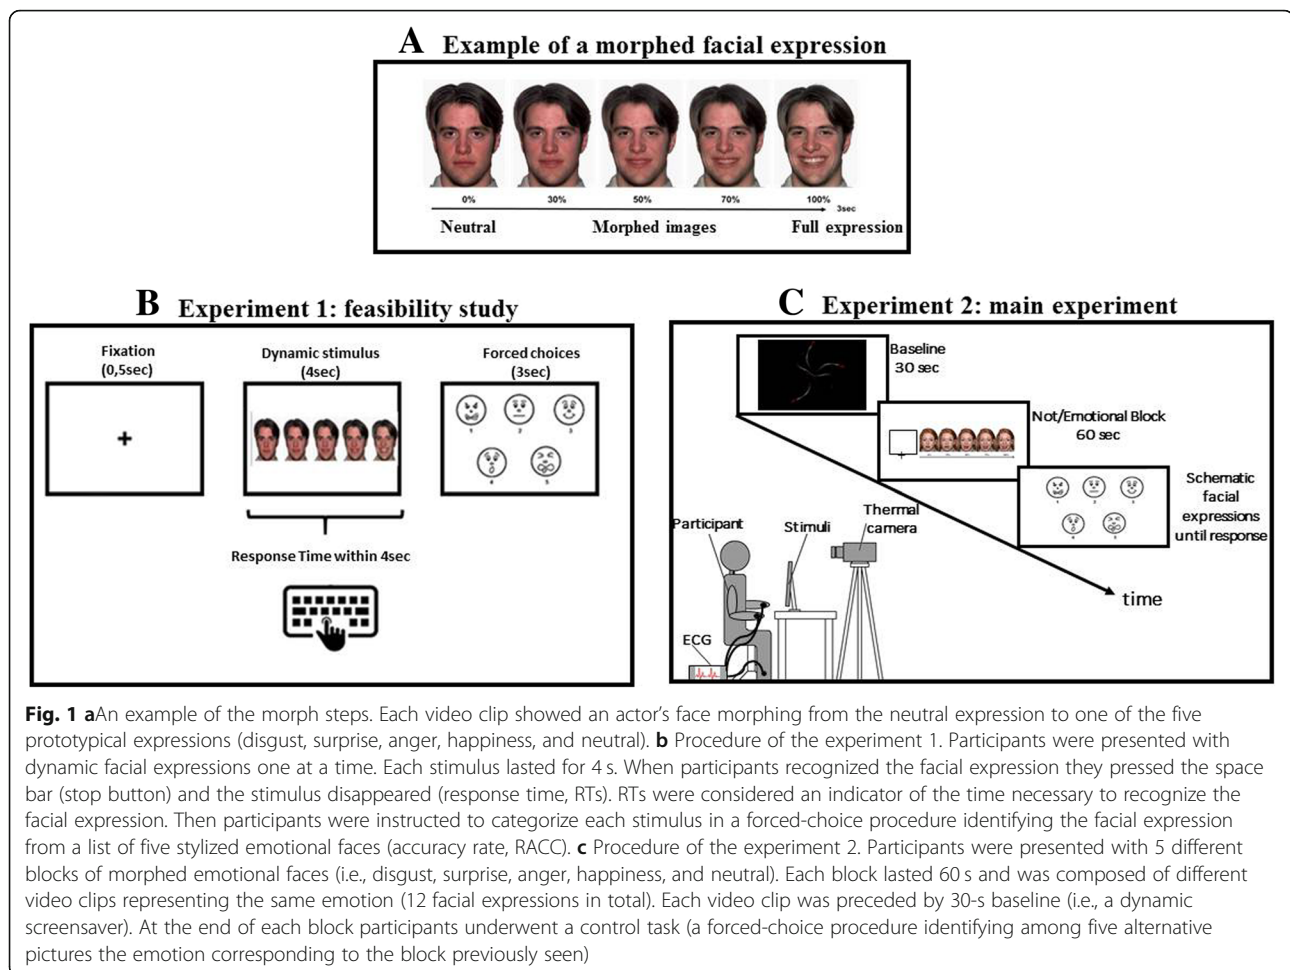 A Example of a morphed facial expression
0% 30% 50% 70% 100%
3sec
Neutral Morphed images Full expression
B Experiment 1: feasibility study
Fixation
(0,5sec)
Dynamic stimulus
(4sec)
Forced choices
(3sec)
+
1 2 3
4 5
Response Time within 4sec
C Experiment 2: main experiment
Baseline
30 sec
Not/Emotional Block
60 sec
+
1 2 3
4 5
Schematic
facial
expressions
until response
time
Participant
Stimuli
Thermal
camera
ECG
Fig. 1 aAn example of the morph steps. Each video clip showed an actor's face morphing from the neutral expression to one of the five
prototypical expressions (disgust, surprise, anger, happiness, and neutral). b Procedure of the experiment 1. Participants were presented with
dynamic facial expressions one at a time. Each stimulus lasted for 4 s. When participants recognized the facial expression they pressed the space
bar (stop button) and the stimulus disappeared (response time, RTs). RTs were considered an indicator of the time necessary to recognize the
facial expression. Then participants were instructed to categorize each stimulus in a forced-choice procedure identifying the facial expression
from a list of five stylized emotional faces (accuracy rate, RACC). c Procedure of the experiment 2. Participants were presented with 5 different
blocks of morphed emotional faces (i.e., disgust, surprise, anger, happiness, and neutral). Each block lasted 60 s and was composed of different
video clips representing the same emotion (12 facial expressions in total). Each video clip was preceded by 30-s baseline (i.e., a dynamic
screensaver). At the end of each block participants underwent a control task (a forced-choice procedure identifying among five alternative
pictures the emotion corresponding to the block previously seen)